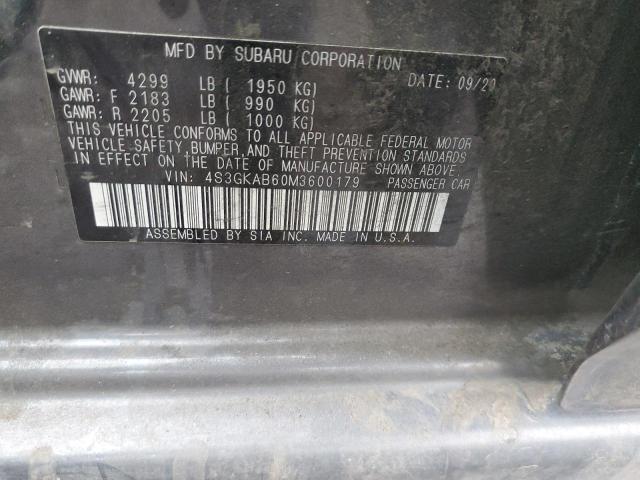 MFD BY SUBARU CORPORATION
GVWR: 4299 LB ( 1950 KG) DATE: 09/20
GAWR: F 2183 LB ( 990 KG)
GAWR: R 2205 LB ( 1000 KG)
THIS VEHICLE CONFORMS TO ALL APPLICABLE FEDERAL MOTOR
VEHICLE SAFETY, BUMPER, AND THEFT PREVENTION STANDARDS
IN EFFECT ON THE DATE OF MANUFACTURE SHOWN ABOVE.
VIN: 4S3GKAB60M3600179 PASSENGER CAR
ASSEMBLED BY SIA INC. MADE IN U.S.A.